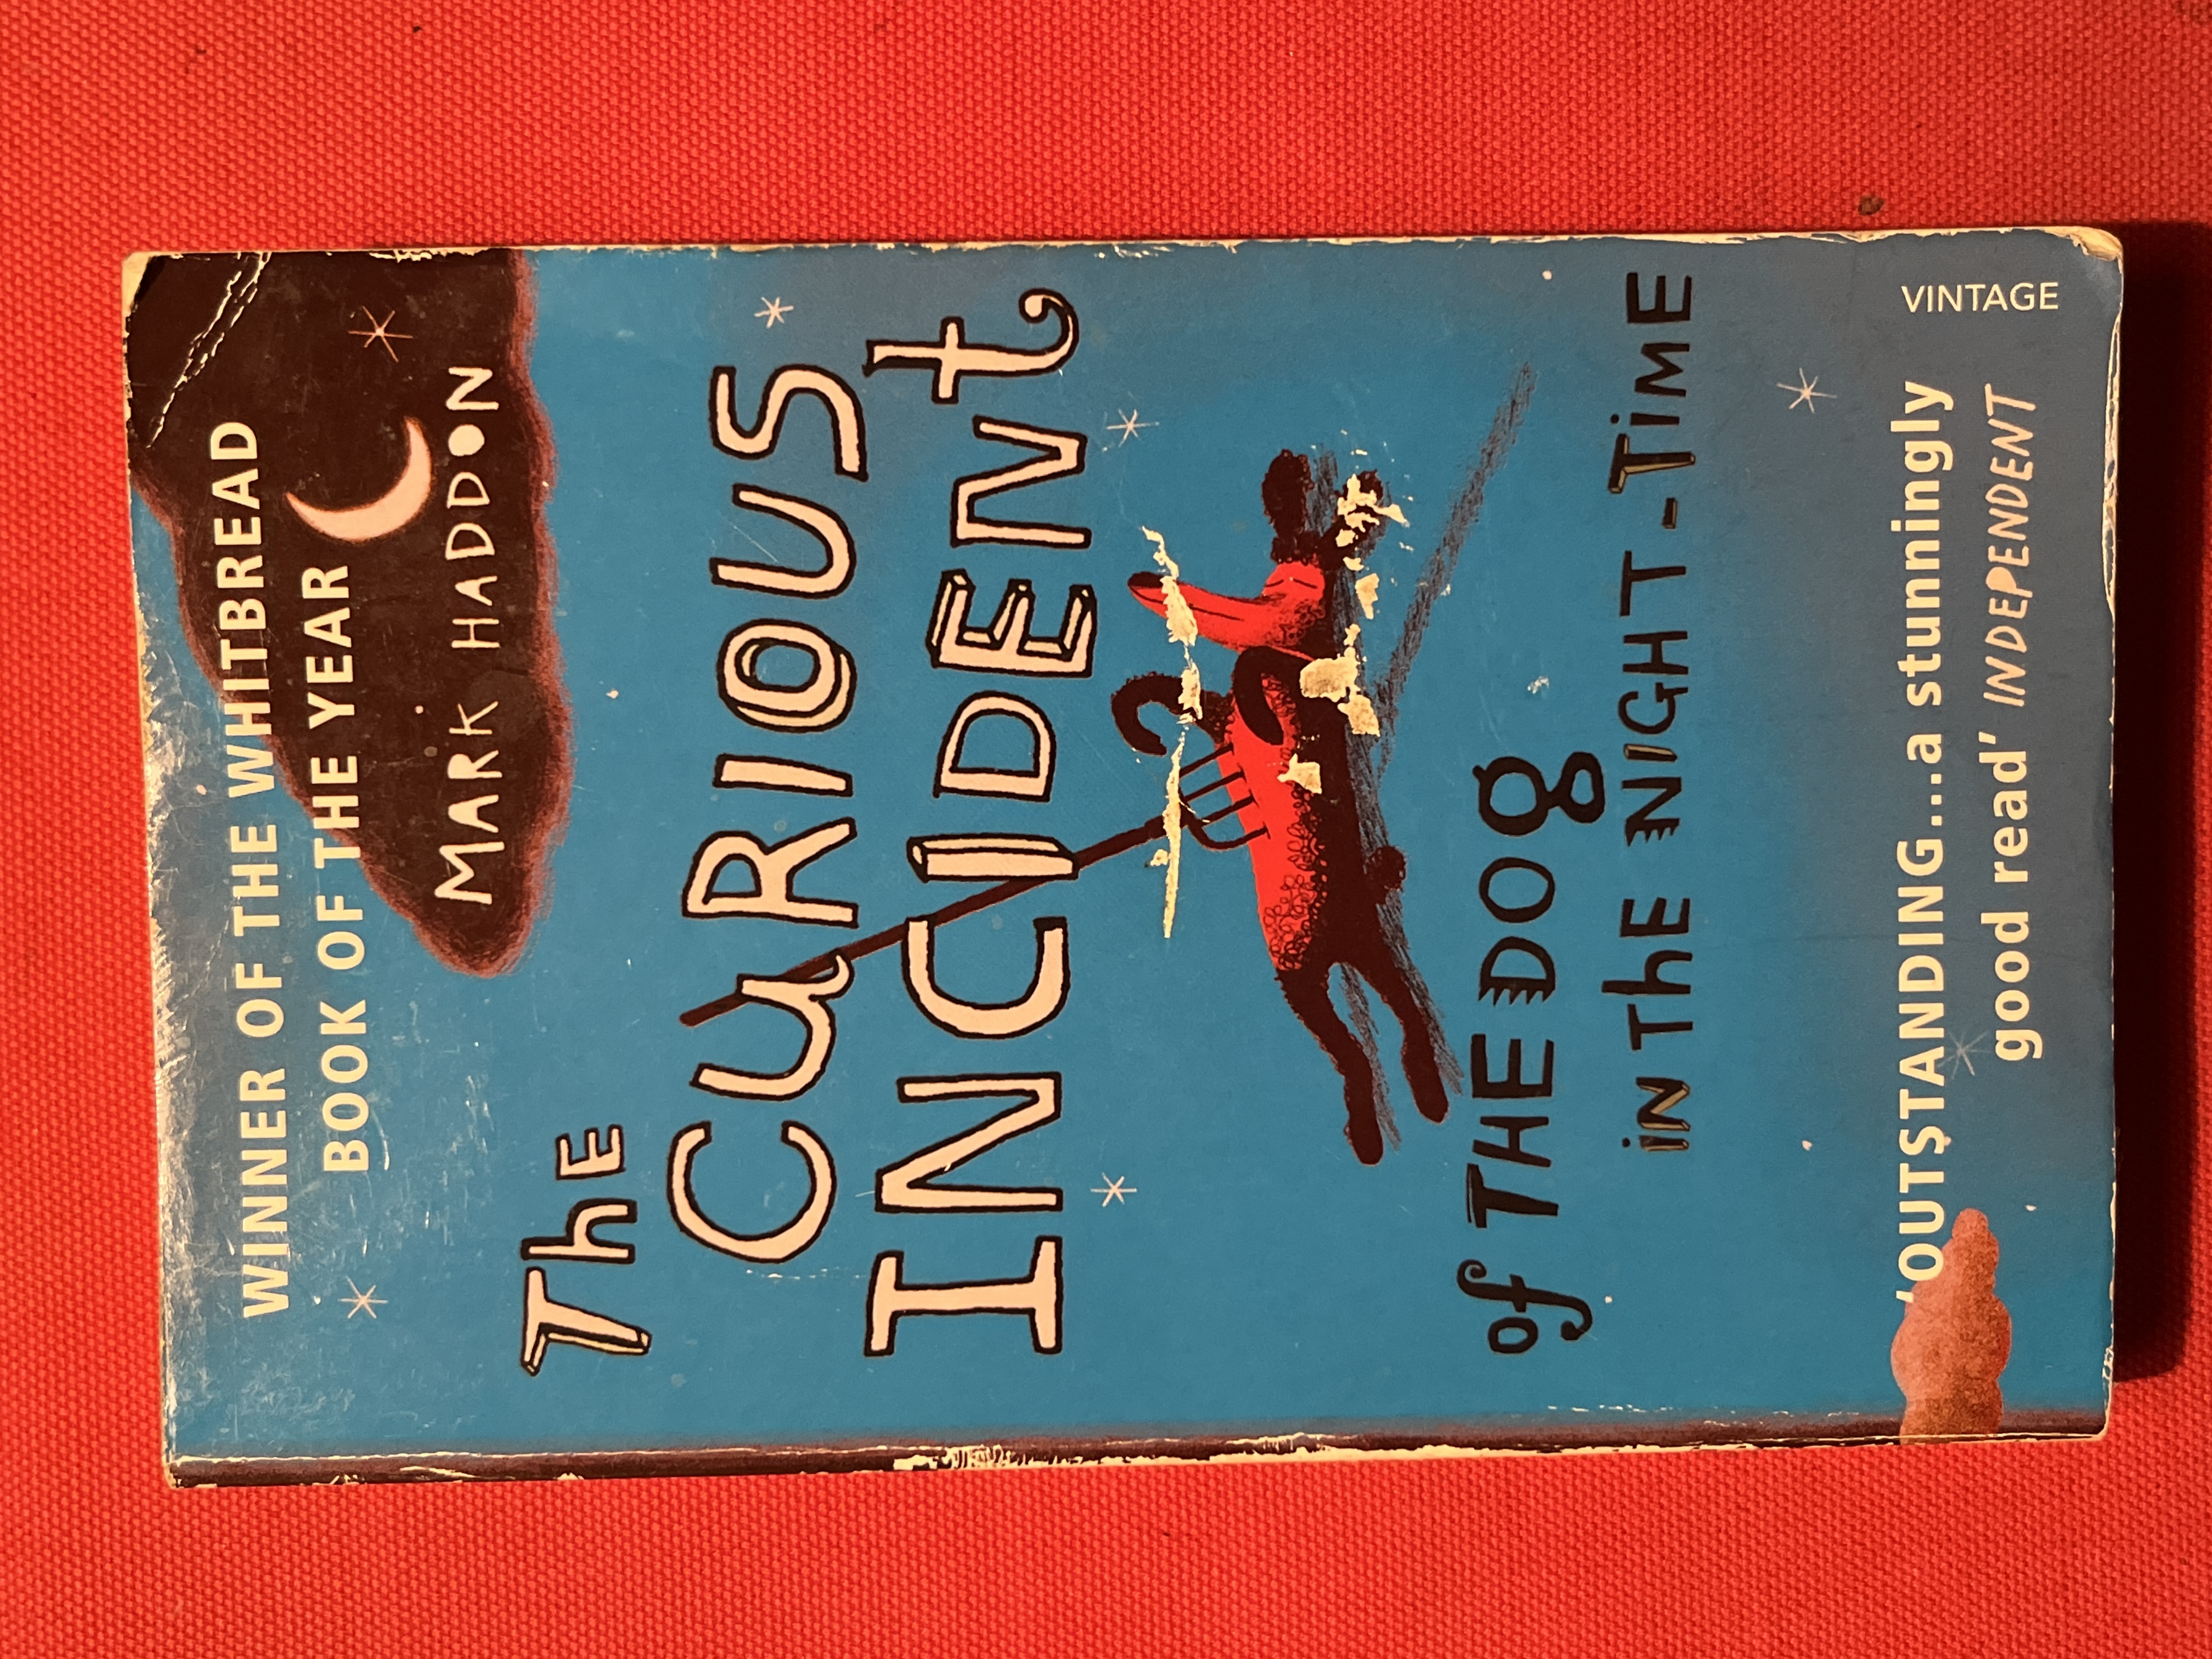 WINNER OF THE WHITBREAD
BOOK OF THE YEAR
MARK HADDON
ThE
CuRIOUS
INCIDENt
of THE DOg
iN ThE NIGHT-TiME
‘OUTSTANDING...a stunningly
good read’ INDEPENDENT
VINTAGE